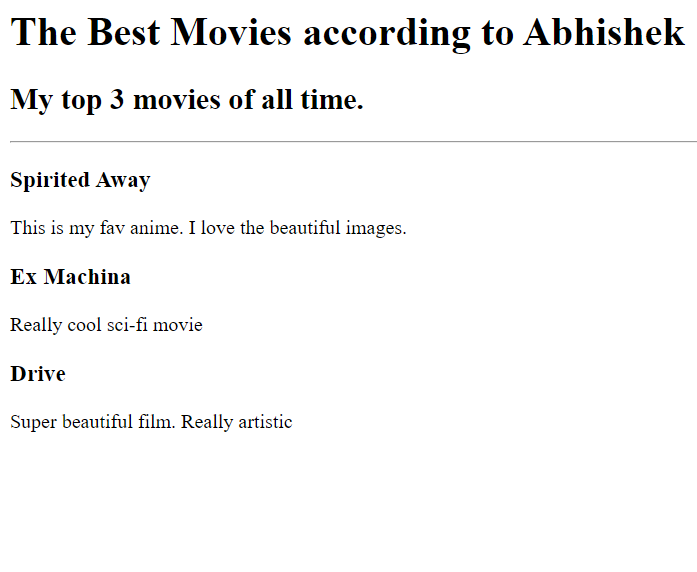 The Best Movies according to Abhishek
My top 3 movies of all time.
Spirited Away
This is my fav anime. I love the beautiful images.
Ex Machina
Really cool sci-fi movie
Drive
Super beautiful film. Really artistic